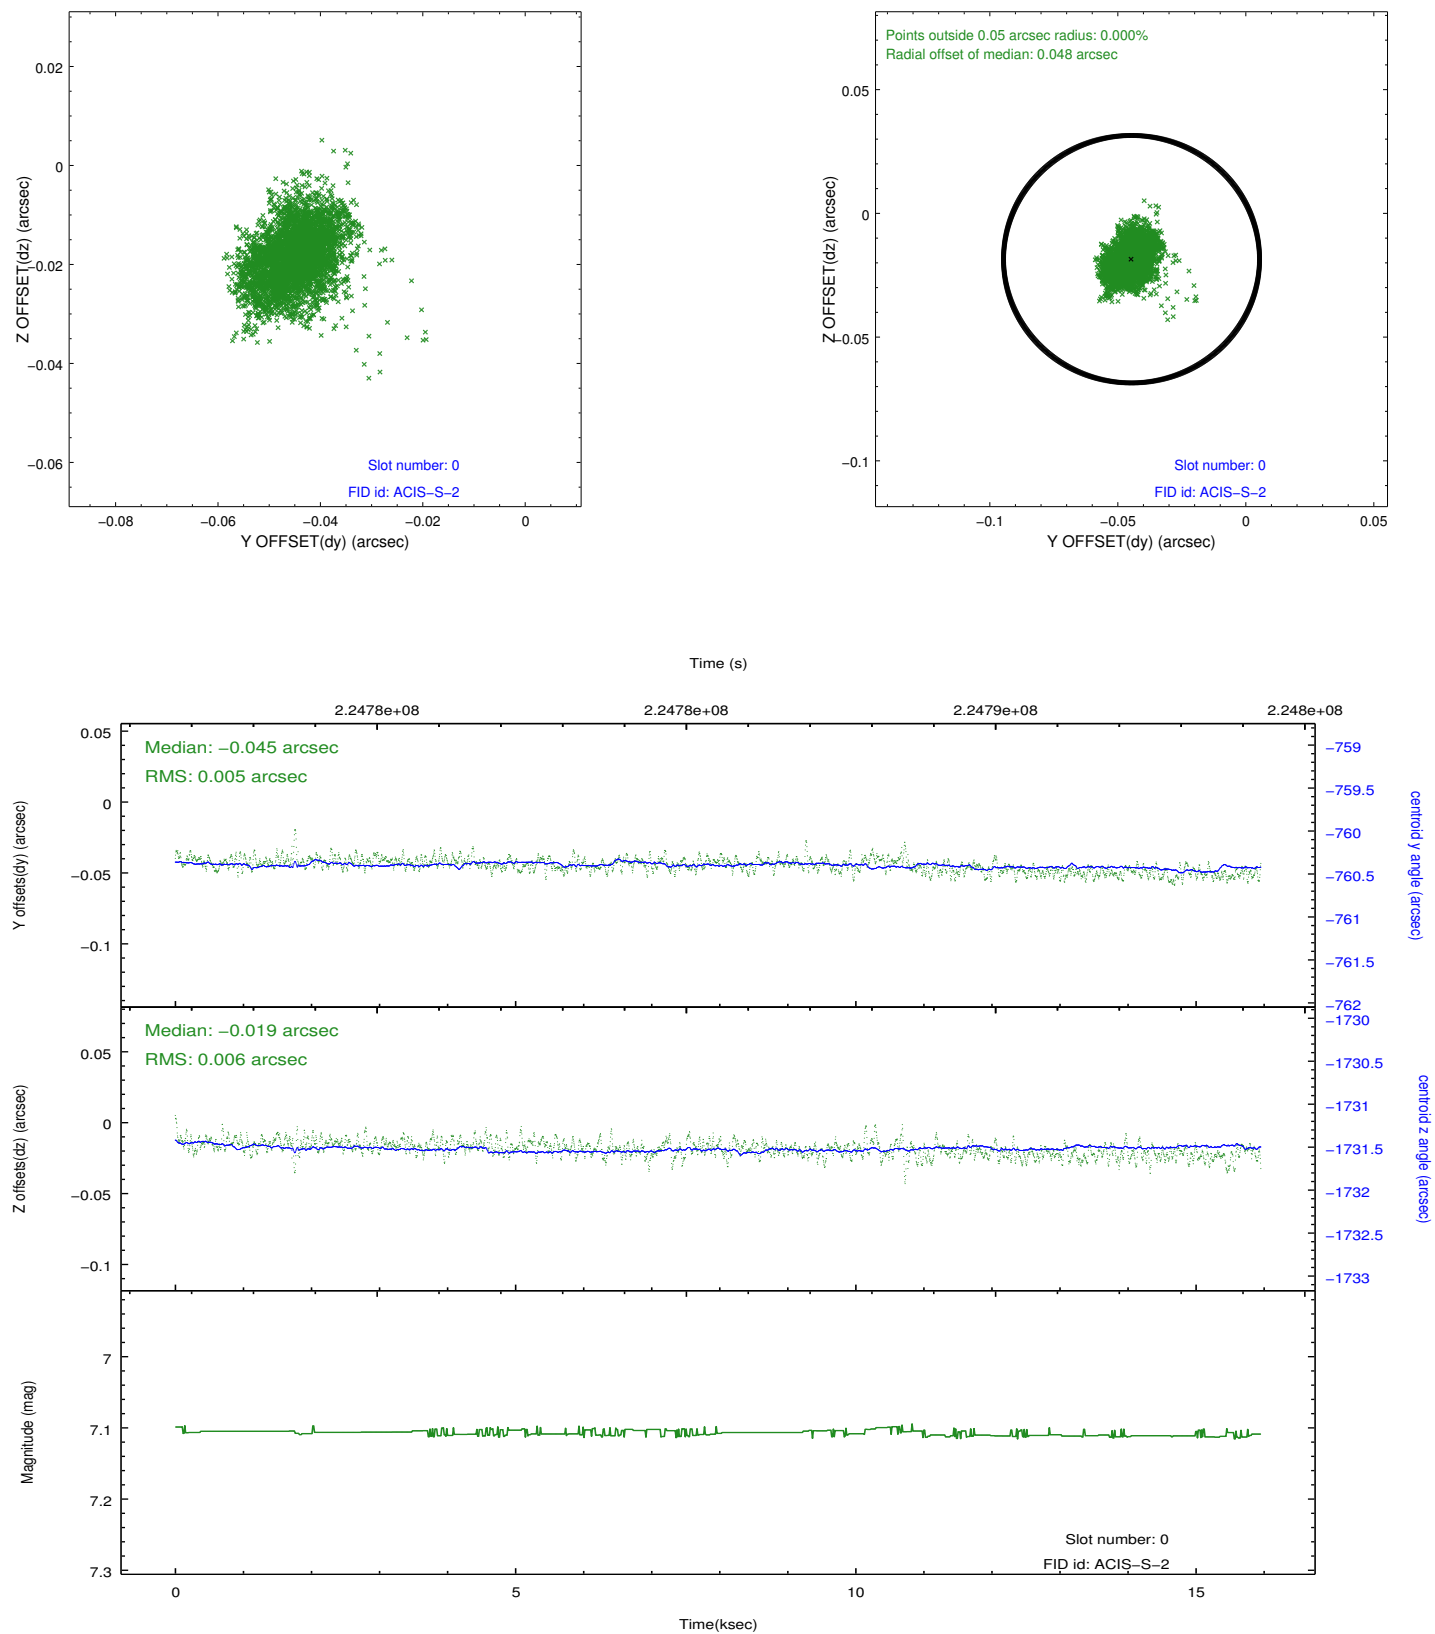 0.02
0
−0.02
−0.04
−0.06
Z OFFSET(dz) (arcsec)
Slot number: 0
FID id: ACIS−S−2
−0.08
−0.06
−0.04
−0.02
0
Y OFFSET(dy) (arcsec)
Points outside 0.05 arcsec radius: 0.000%
Radial offset of median: 0.048 arcsec
0.05
0
−0.05
−0.1
Z OFFSET(dz) (arcsec)
Slot number: 0
FID id: ACIS−S−2
−0.1
−0.05
0
0.05
Y OFFSET(dy) (arcsec)
Time (s)
2.2478e+08
2.2478e+08
2.2479e+08
2.248e+08
Median: −0.045 arcsec
RMS: 0.005 arcsec
0.05
0
−0.05
−0.1
Y offsets(dy) (arcsec)
−759
−759.5
−760
−760.5
−761
−761.5
−762
centroid y angle (arcsec)
Median: −0.019 arcsec
RMS: 0.006 arcsec
0.05
0
−0.05
−0.1
Z offsets(dz) (arcsec)
−1730
−1730.5
−1731
−1731.5
−1732
−1732.5
−1733
centroid z angle (arcsec)
7
7.1
7.2
7.3
Magnitude (mag)
Slot number: 0
FID id: ACIS−S−2
0
5
10
15
Time(ksec)